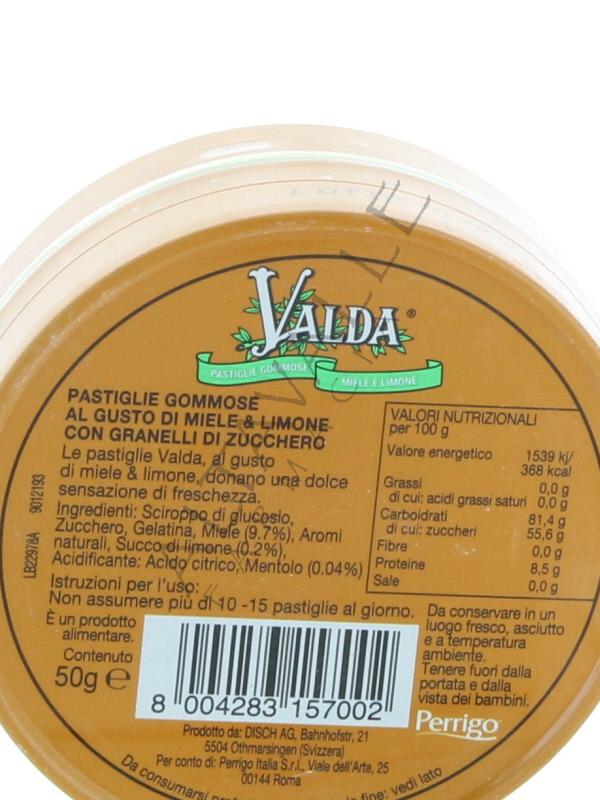 VALDA®
PASTIGLIE GOMMOSE
MIELE E LIMONE
PASTIGLIE GOMMOSE
AL GUSTO DI MIELE & LIMONE
CON GRANELLI DI ZUCCHERO
Le pastiglie Valda, al gusto
di miele & limone, donano una dolce
sensazione di freschezza.
Ingredienti: Sciroppo di glucosio,
Zucchero, Gelatina, Miele (9.7%), Aromi
naturali, Succo di limone (0.2%),
Acidificante: Acido citrico, Mentolo (0.04%)
Istruzioni per l'uso:
Non assumere più di 10 -15 pastiglie al giorno.
VALORI NUTRIZIONALI
per 100 g
Valore energetico 1539 kj/
368 kcal
Grassi 0,0 g
di cui: acidi grassi saturi 0,0 g
Carboidrati 81,4 g
di cui: zuccheri 55,6 g
Fibre 0,0 g
Proteine 8,5 g
Sale 0,0 g
LB22978A 9012193
È un prodotto
alimentare.
Contenuto
50g e
8 004283 157002
Da conservare in un
luogo fresco, asciutto
e a temperatura
ambiente.
Tenere fuori dalla
portata e dalla
vista dei bambini.
Perrigo
Prodotto da: DISCH AG, Bahnhofstr, 21
5504 Othmarsingen (Svizzera)
Per conto di: Perrigo Italia S.r.l., Viale dell'Arte, 25
00144 Roma
Da consumarsi fine: vedi lato